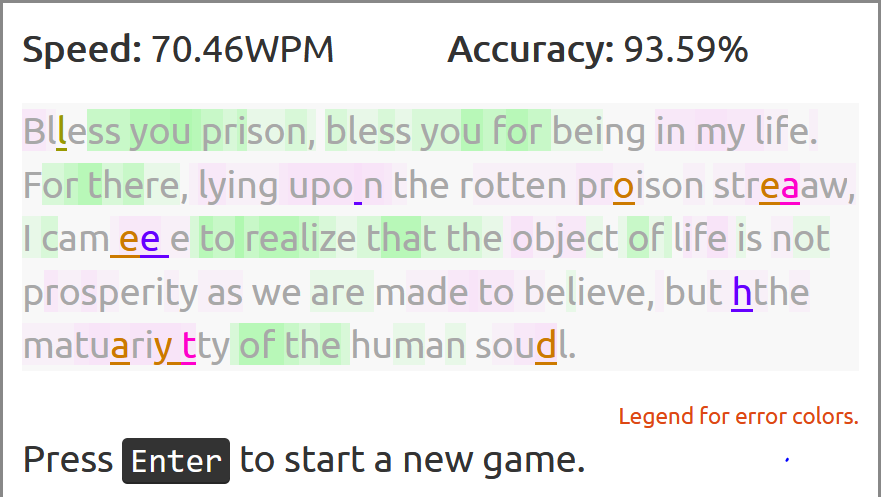 Speed: 70.46WPM Accuracy: 93.59%
Blless you prison, bless you for being in my life.
For there, lying upo n the rotten proison streaaw,
I cam ee e to realize that the object of life is not
prosperity as we are made to believe, but hthe
matuariy tty of the human soudl.
Legend for error colors.
Press Enter to start a new game.